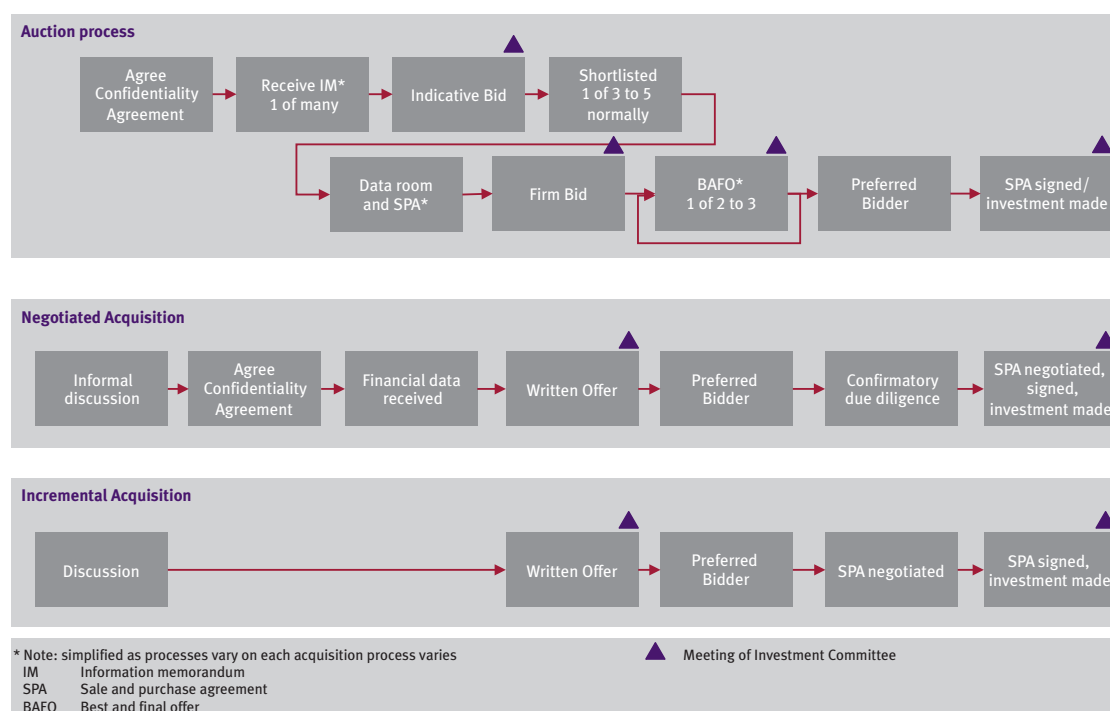 Auction process
Agree
Confidentiality
Agreement
Receive IM*
1 of many
Indicative Bid
Shortlisted
1 of 3 to 5
normally
Data room
and SPA*
Firm Bid
BAFO*
1 of 2 to 3
Preferred
Bidder
SPA signed/
investment made
Negotiated Acquisition
Informal
discussion
Agree
Confidentiality
Agreement
Financial data
received
Written Offer
Preferred
Bidder
Confirmatory
due diligence
SPA negotiated,
signed,
investment made
Incremental Acquisition
Discussion
Written Offer
Preferred
Bidder
SPA negotiated
SPA signed,
investment made
* Note: simplified as processes vary on each acquisition process varies
Meeting of Investment Committee
IM Information memorandum
SPA Sale and purchase agreement
BAFO Best and final offer